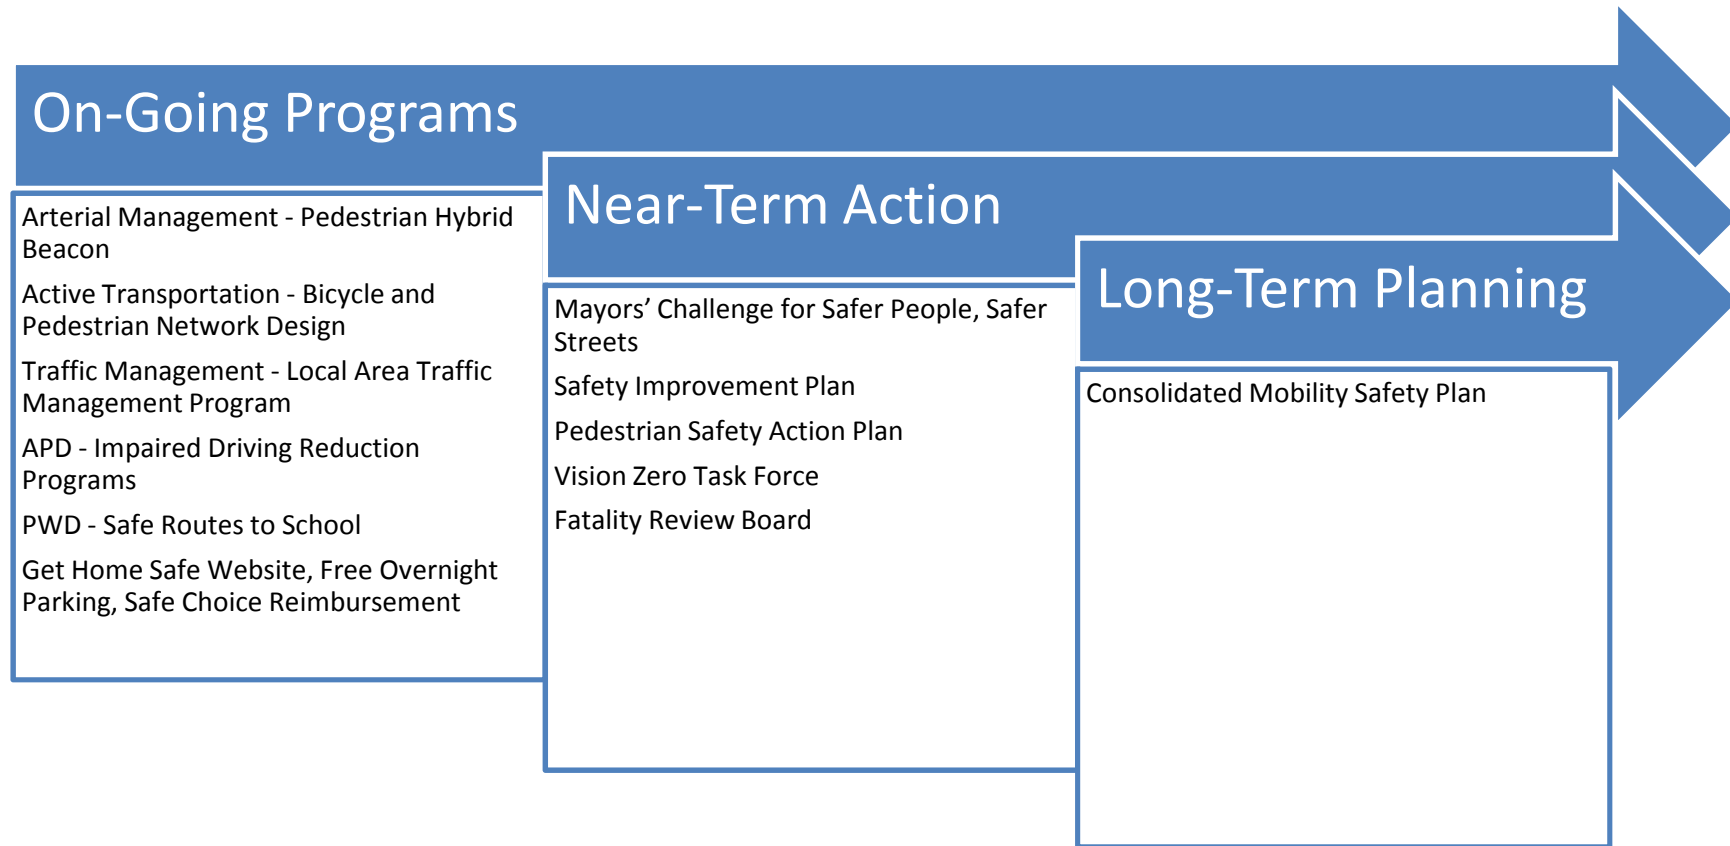 On-Going Programs
Arterial Management - Pedestrian Hybrid
Beacon
Active Transportation - Bicycle and
Pedestrian Network Design
Traffic Management - Local Area Traffic
Management Program
APD - Impaired Driving Reduction
Programs
PWD - Safe Routes to School
Get Home Safe Website, Free Overnight
Parking, Safe Choice Reimbursement
Near-Term Action
Mayors’ Challenge for Safer People, Safer
Streets
Safety Improvement Plan
Pedestrian Safety Action Plan
Vision Zero Task Force
Fatality Review Board
Long-Term Planning
Consolidated Mobility Safety Plan